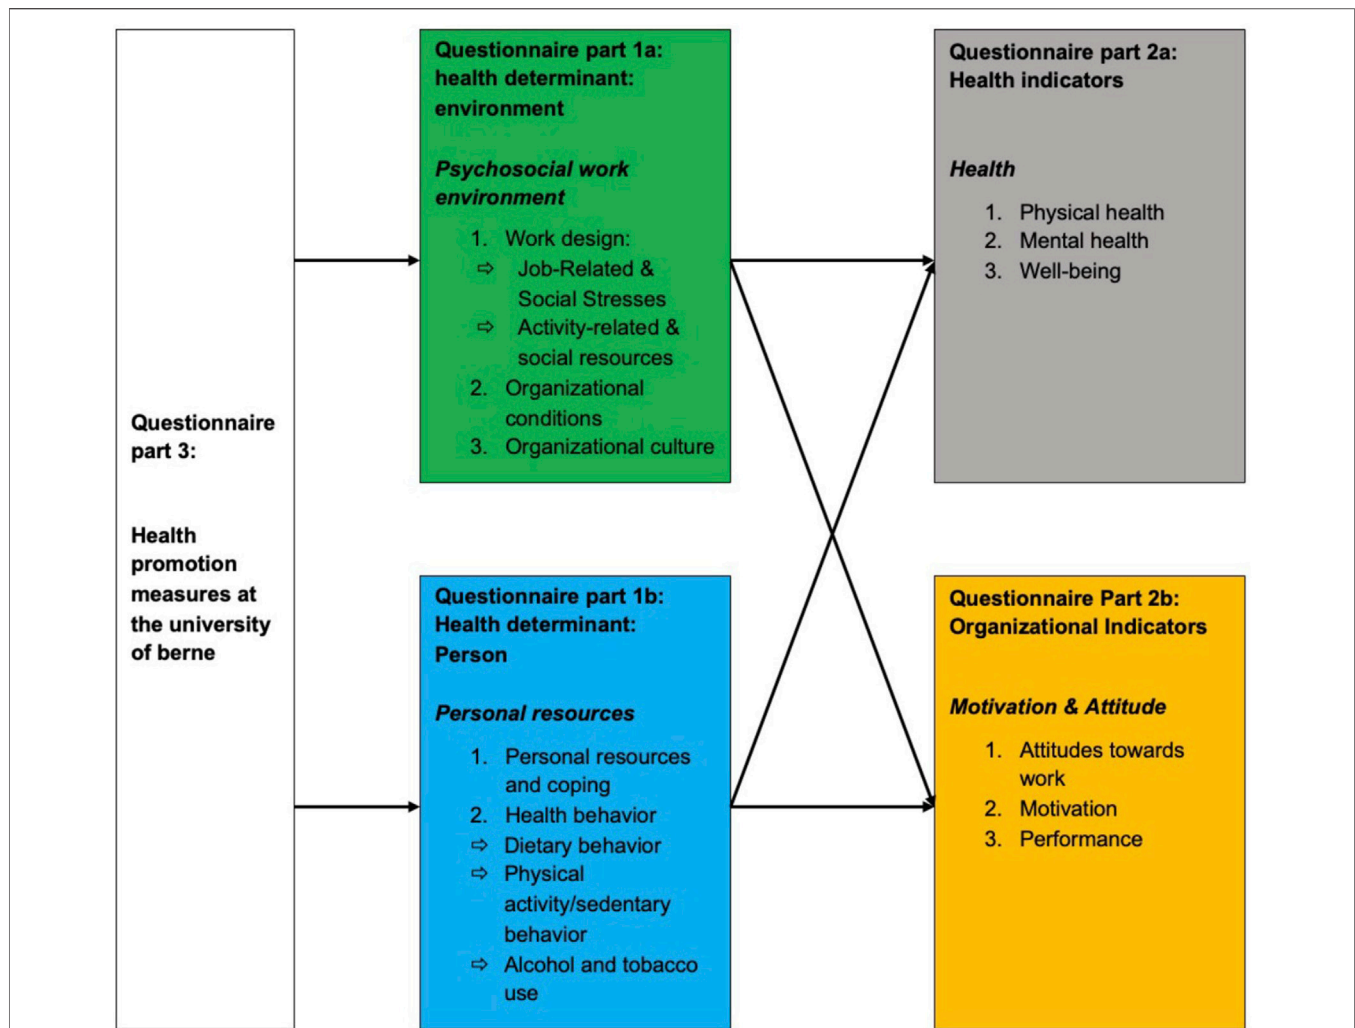 Questionnaire
part 3:
Health
promotion
measures at
the university
of berne
Questionnaire part 1a:
health determinant:
environment
Psychosocial work
environment
1. Work design:
⇨ Job-Related &
Social Stresses
⇨ Activity-related &
social resources
2. Organizational
conditions
3. Organizational culture
Questionnaire part 1b:
Health determinant:
Person
Personal resources
1. Personal resources
and coping
2. Health behavior
⇨ Dietary behavior
⇨ Physical
activity/sedentary
behavior
⇨ Alcohol and tobacco
use
Questionnaire part 2a:
Health indicators
Health
1. Physical health
2. Mental health
3. Well-being
Questionnaire Part 2b:
Organizational Indicators
Motivation & Attitude
1. Attitudes towards
work
2. Motivation
3. Performance